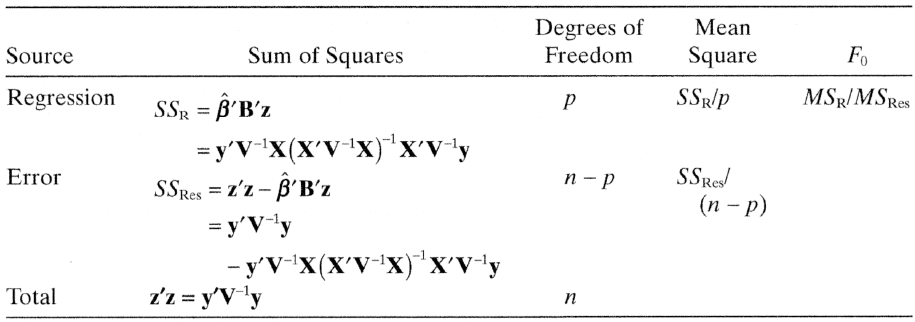 Source Sum of Squares Degrees of Freedom Mean Square F₀
Regression SS_R = β̂′B′z p SS_R/p MS_R/MS_Res
= y′V⁻¹X(X′V⁻¹X)⁻¹X′V⁻¹y
Error SS_Res = z′z − β̂′B′z n − p SS_Res/(n − p)
= y′V⁻¹y
− y′V⁻¹X(X′V⁻¹X)⁻¹X′V⁻¹y
Total z′z = y′V⁻¹y n